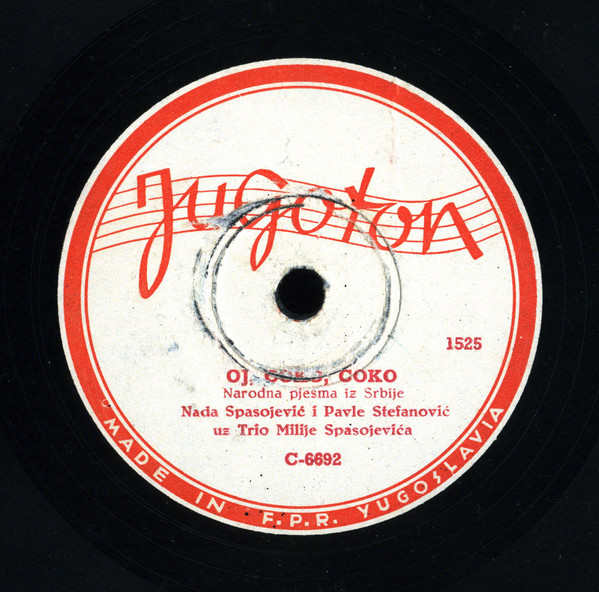 Jugoton
1525
OJ, COKO, COKO
Narodna pjesma iz Srbije
Nada Spasojević i Pavle Stefanović
uz Trio Milije Spasojevića
C-6692
MADE IN F.P.R. YUGOSLAVIA